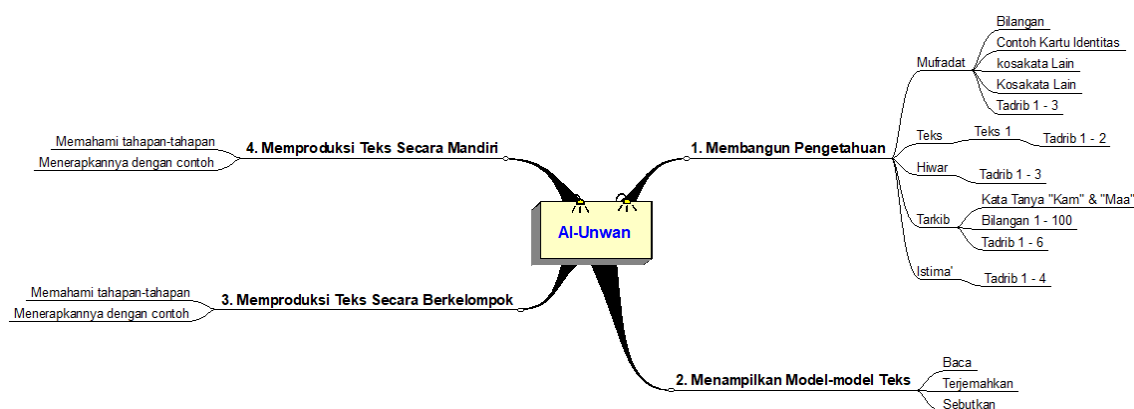 Al-Unwan
1. Membangun Pengetahuan
Mufradat
Bilangan
Contoh Kartu Identitas
kosakata Lain
Kosakata Lain
Tadrib 1 - 3
Teks
Teks 1
Tadrib 1 - 2
Hiwar
Tadrib 1 - 3
Tarkib
Kata Tanya "Kam" & "Maa"
Bilangan 1 - 100
Tadrib 1 - 6
Istima'
Tadrib 1 - 4
2. Menampilkan Model-model Teks
Baca
Terjemahkan
Sebutkan
3. Memproduksi Teks Secara Berkelompok
Memahami tahapan-tahapan
Menerapkannya dengan contoh
4. Memproduksi Teks Secara Mandiri
Memahami tahapan-tahapan
Menerapkannya dengan contoh